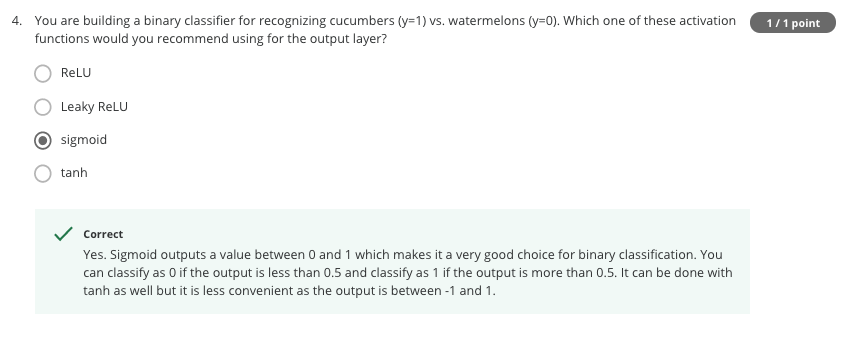 4. You are building a binary classifier for recognizing cucumbers (y=1) vs. watermelons (y=0). Which one of these activation
functions would you recommend using for the output layer?
1 / 1 point
ReLU
Leaky ReLU
sigmoid
tanh
Correct
Yes. Sigmoid outputs a value between 0 and 1 which makes it a very good choice for binary classification. You
can classify as 0 if the output is less than 0.5 and classify as 1 if the output is more than 0.5. It can be done with
tanh as well but it is less convenient as the output is between -1 and 1.